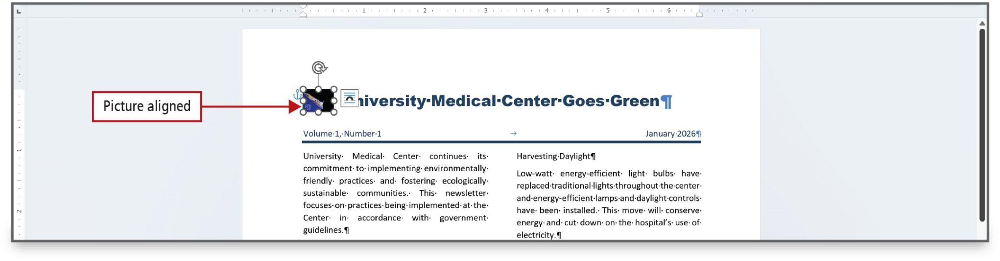 1 2 3 4 5 6
Picture aligned
niversity·Medical·Center·Goes·Green¶
Volume·1,·Number·1 → January·2026¶
University· Medical· Center· continues· its·
commitment· to· implementing· environmentally·
friendly· practices· and· fostering· ecologically·
sustainable· communities.· This· newsletter·
focuses·on·practices·being·implemented·at·the·
Center· in· accordance· with· government·
guidelines.¶
Harvesting·Daylight¶
Low-watt· energy-efficient· light· bulbs· have·
replaced·traditional·lights·throughout·the·center·
and·energy-efficient·lamps·and·daylight·controls·
have· been· installed.· This· move· will· conserve·
energy· and· cut· down· on· the· hospital’s· use· of·
electricity.¶
1
2